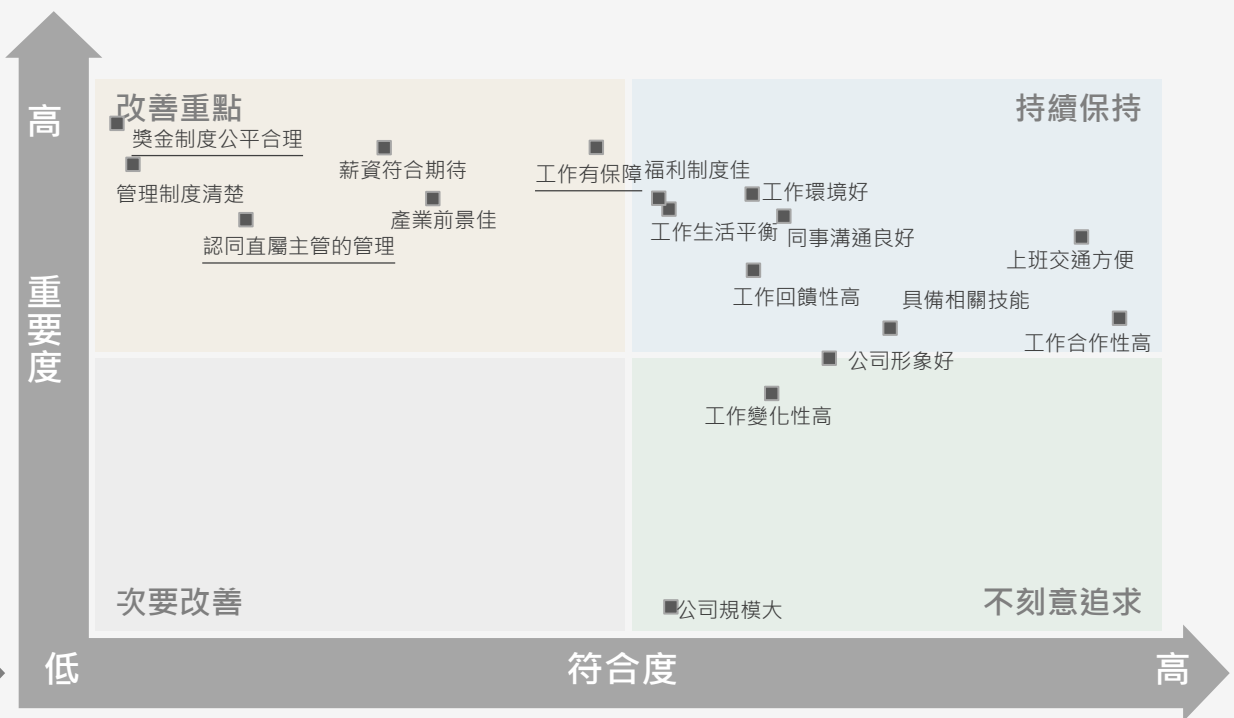 高
重要度
改善重點
持續保持
獎金制度公平合理
管理制度清楚
薪資符合期待
工作有保障
福利制度佳
認同直屬主管的管理
產業前景佳
工作環境好
工作生活平衡
同事溝通良好
上班交通方便
工作回饋性高
具備相關技能
工作合作性高
公司形象好
工作變化性高
次要改善
不刻意追求
公司規模大
低
符合度
高